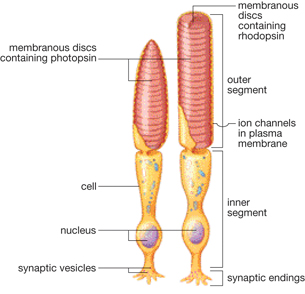 membranous
discs
containing
rhodopsin
membranous discs
containing photopsin
outer
segment
ion channels
in plasma
membrane
cell
inner
segment
nucleus
synaptic vesicles
synaptic endings